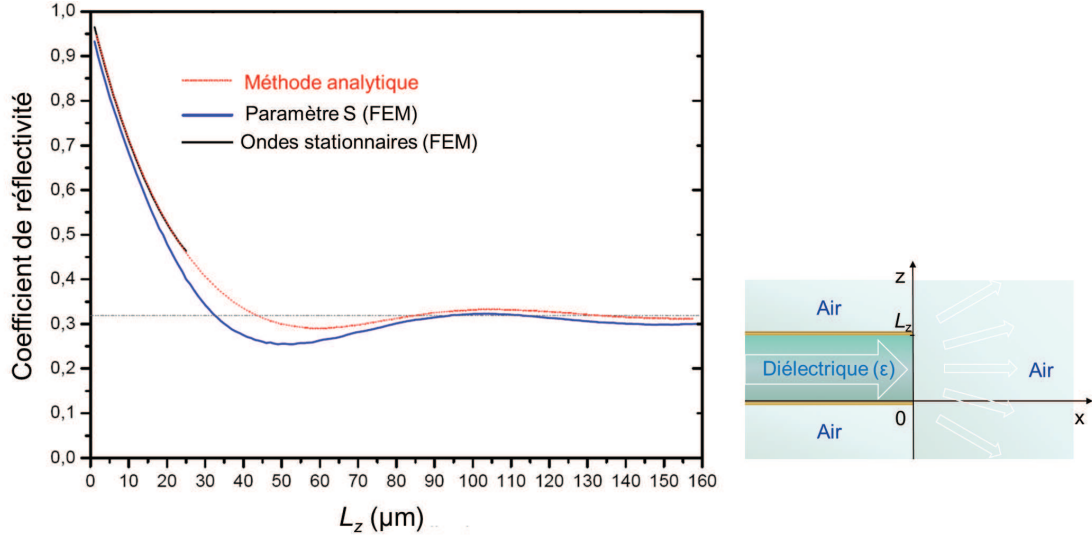 Coefficient de réflectivité
1,0
0,9
0,8
0,7
0,6
0,5
0,4
0,3
0,2
0,1
0,0
Méthode analytique
Paramètre S (FEM)
Ondes stationnaires (FEM)
0 10 20 30 40 50 60 70 80 90 100 110 120 130 140 150 160
Lz (µm)
z
Air
Lz
Diélectrique (ε)
Air
0
x
Air